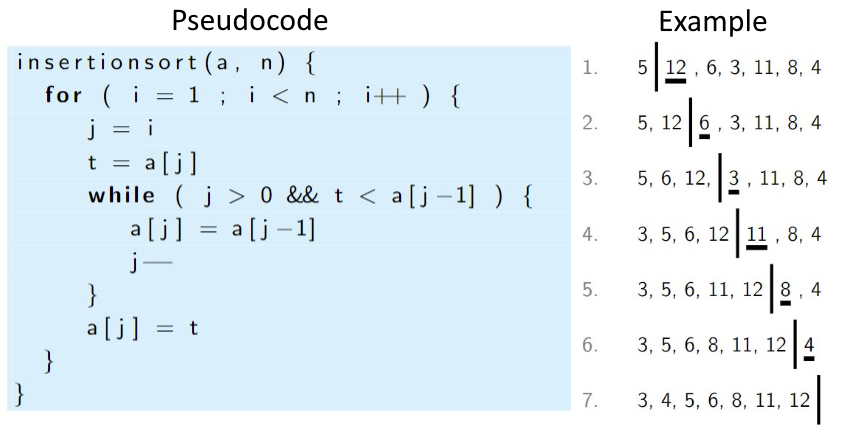 Pseudocode
insertionsort(a, n) {
for ( i = 1 ; i < n ; i++ ) {
j = i
t = a[j]
while ( j > 0 && t < a[j−1] ) {
a[j] = a[j−1]
j—
}
a[j] = t
}
}
Example
1. 5 | 12 , 6, 3, 11, 8, 4
2. 5, 12 | 6 , 3, 11, 8, 4
3. 5, 6, 12, | 3 , 11, 8, 4
4. 3, 5, 6, 12 | 11 , 8, 4
5. 3, 5, 6, 11, 12 | 8 , 4
6. 3, 5, 6, 8, 11, 12 | 4
7. 3, 4, 5, 6, 8, 11, 12 |